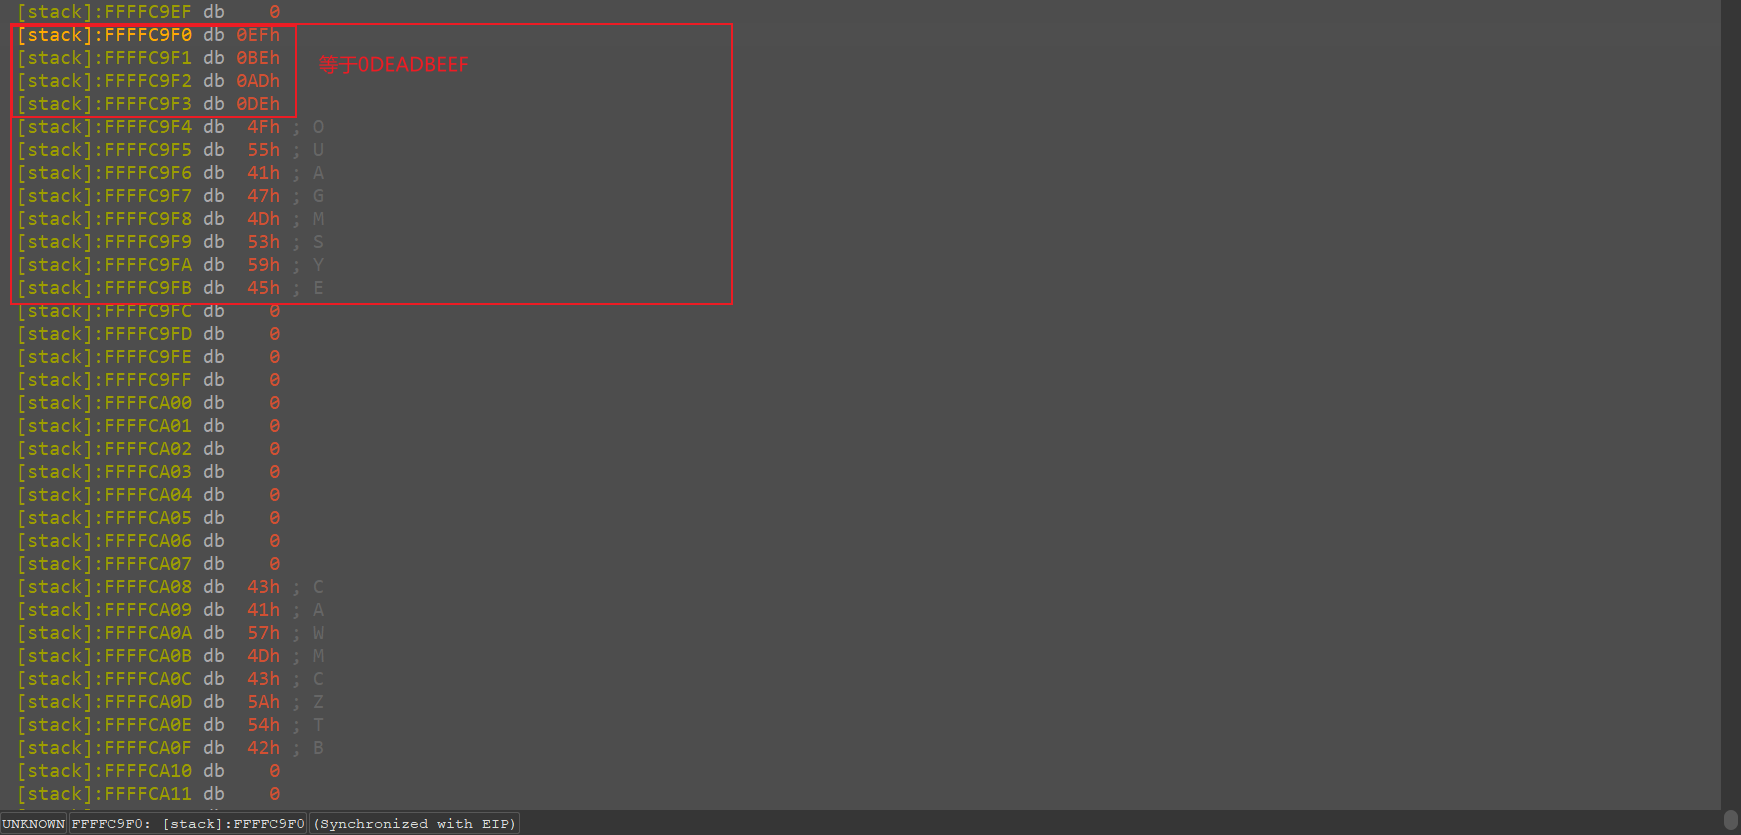 [stack]:FFFFC9EF db 0
[stack]:FFFFC9F0 db 0EFh
[stack]:FFFFC9F1 db 0BEh
等于0DEADBEEF
[stack]:FFFFC9F2 db 0ADh
[stack]:FFFFC9F3 db 0DEh
[stack]:FFFFC9F4 db 4Fh ; O
[stack]:FFFFC9F5 db 55h ; U
[stack]:FFFFC9F6 db 41h ; A
[stack]:FFFFC9F7 db 47h ; G
[stack]:FFFFC9F8 db 4Dh ; M
[stack]:FFFFC9F9 db 53h ; S
[stack]:FFFFC9FA db 59h ; Y
[stack]:FFFFC9FB db 45h ; E
[stack]:FFFFC9FC db 0
[stack]:FFFFC9FD db 0
[stack]:FFFFC9FE db 0
[stack]:FFFFC9FF db 0
[stack]:FFFFCA00 db 0
[stack]:FFFFCA01 db 0
[stack]:FFFFCA02 db 0
[stack]:FFFFCA03 db 0
[stack]:FFFFCA04 db 0
[stack]:FFFFCA05 db 0
[stack]:FFFFCA06 db 0
[stack]:FFFFCA07 db 0
[stack]:FFFFCA08 db 43h ; C
[stack]:FFFFCA09 db 41h ; A
[stack]:FFFFCA0A db 57h ; W
[stack]:FFFFCA0B db 4Dh ; M
[stack]:FFFFCA0C db 43h ; C
[stack]:FFFFCA0D db 5Ah ; Z
[stack]:FFFFCA0E db 54h ; T
[stack]:FFFFCA0F db 42h ; B
[stack]:FFFFCA10 db 0
[stack]:FFFFCA11 db 0
UNKNOWN FFFFC9F0: [stack]:FFFFC9F0 (Synchronized with EIP)